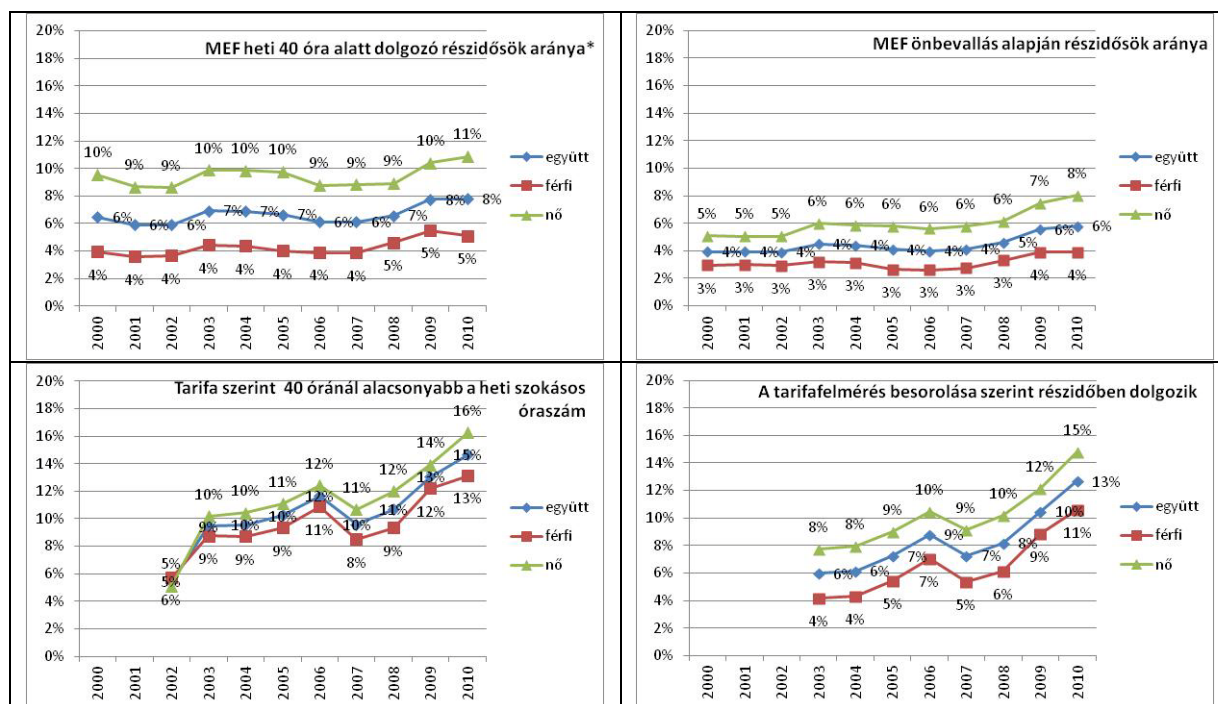 MEF heti 40 óra alatt dolgozó részidősök aránya*
20%
18%
16%
14%
12%
10%
8%
6%
4%
2%
0%
10% 9% 9% 10% 10% 10% 9% 9% 9% 10% 11%
6% 6% 6% 7% 7% 7% 6% 6% 7% 8% 8%
4% 4% 4% 4% 4% 4% 4% 4% 5% 5% 5%
2000 2001 2002 2003 2004 2005 2006 2007 2008 2009 2010
együtt
férfi
nő
MEF önbevallás alapján részidősök aránya
20%
18%
16%
14%
12%
10%
8%
6%
4%
2%
0%
5% 5% 5% 6% 6% 6% 6% 6% 6% 7% 8%
4% 4% 4% 4% 4% 4% 4% 4% 5% 6% 6%
3% 3% 3% 3% 3% 3% 3% 3% 3% 4% 4%
2000 2001 2002 2003 2004 2005 2006 2007 2008 2009 2010
együtt
férfi
nő
Tarifa szerint 40 óránál alacsonyabb a heti szokásos
óraszám
20%
18%
16%
14%
12%
10%
8%
6%
4%
2%
0%
5% 10% 10% 11% 12% 11% 12% 14% 16%
5% 9% 10% 10% 12% 10% 11% 13% 15%
6% 9% 9% 9% 11% 8% 9% 12% 13%
2000 2001 2002 2003 2004 2005 2006 2007 2008 2009 2010
együtt
férfi
nő
A tarifafelmérés besorolása szerint részidőben dolgozik
20%
18%
16%
14%
12%
10%
8%
6%
4%
2%
0%
8% 8% 9% 10% 9% 10% 12% 15%
6% 6% 7% 9% 7% 8% 10% 13%
4% 4% 5% 7% 5% 6% 9% 11%
2000 2001 2002 2003 2004 2005 2006 2007 2008 2009 2010
együtt
férfi
nő